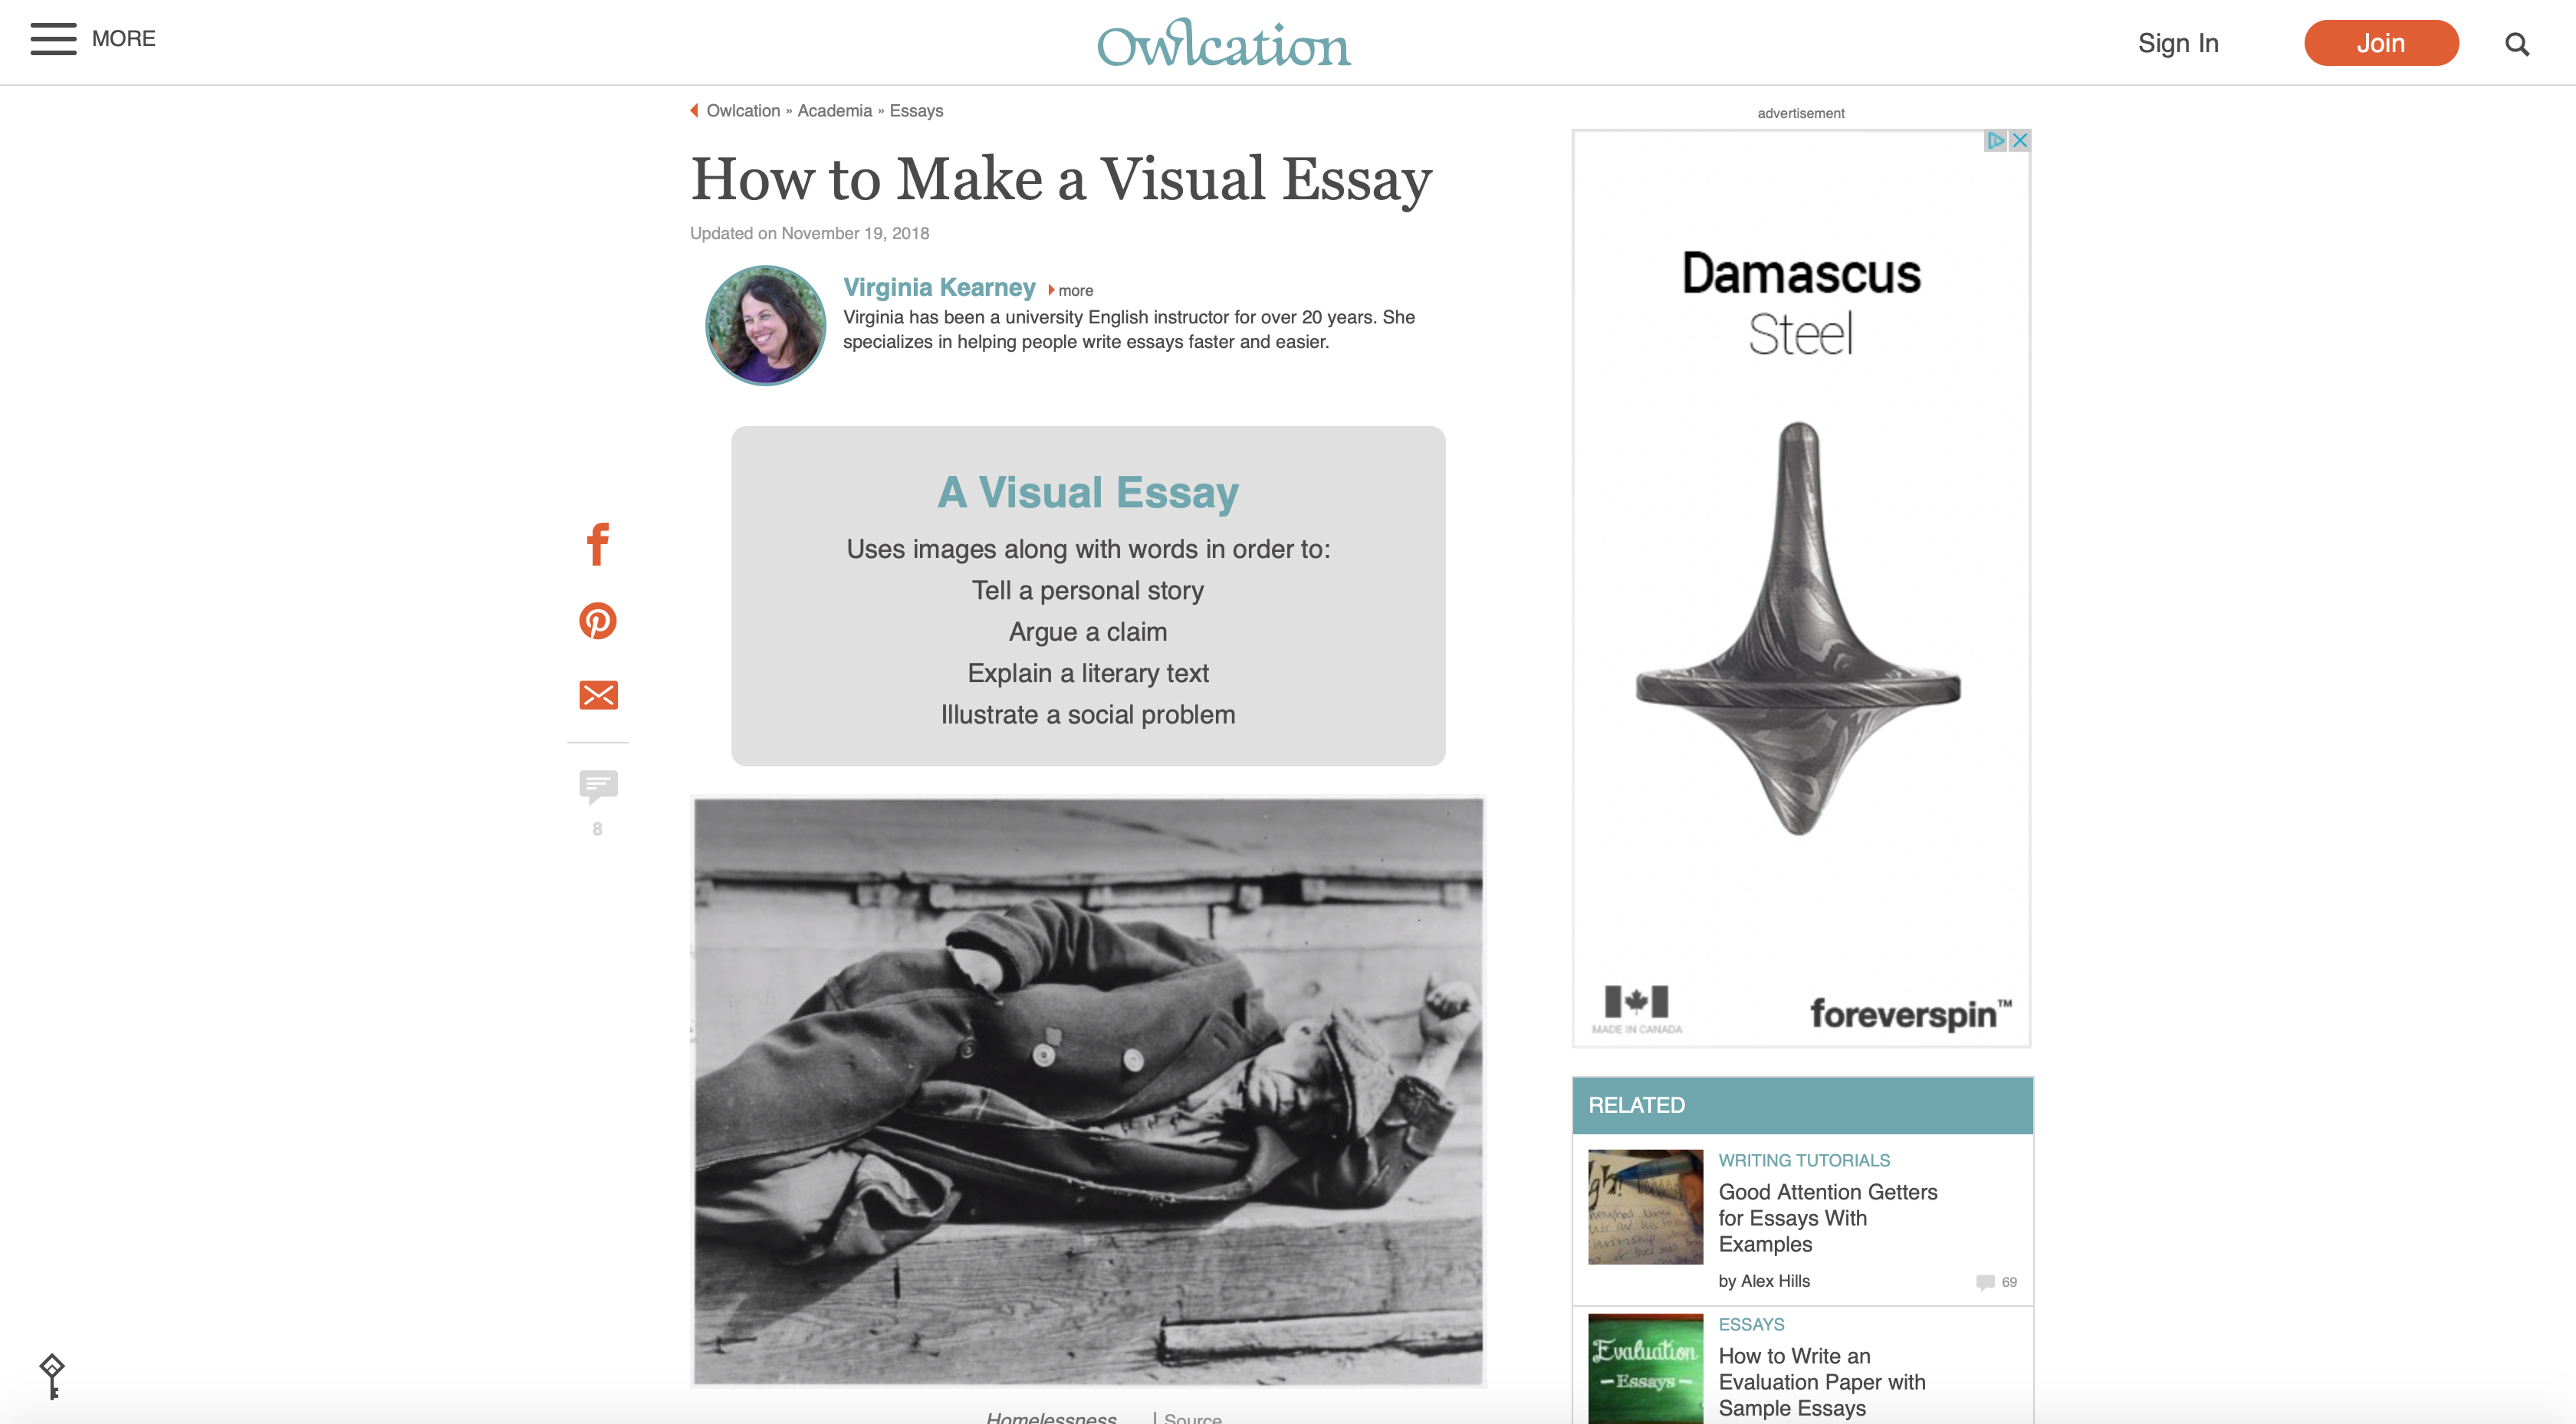 MORE
Owlcation
Sign In
Join
Owlcation » Academia » Essays
How to Make a Visual Essay
Updated on November 19, 2018
Virginia Kearney more
Virginia has been a university English instructor for over 20 years. She
specializes in helping people write essays faster and easier.
A Visual Essay
Uses images along with words in order to:
Tell a personal story
Argue a claim
Explain a literary text
Illustrate a social problem
8
Homelessness | Source
advertisement
Damascus
Steel
MADE IN CANADA
foreverspin™
RELATED
WRITING TUTORIALS
Good Attention Getters
for Essays With
Examples
by Alex Hills
69
ESSAYS
Evaluation
- Essays -
How to Write an
Evaluation Paper with
Sample Essays